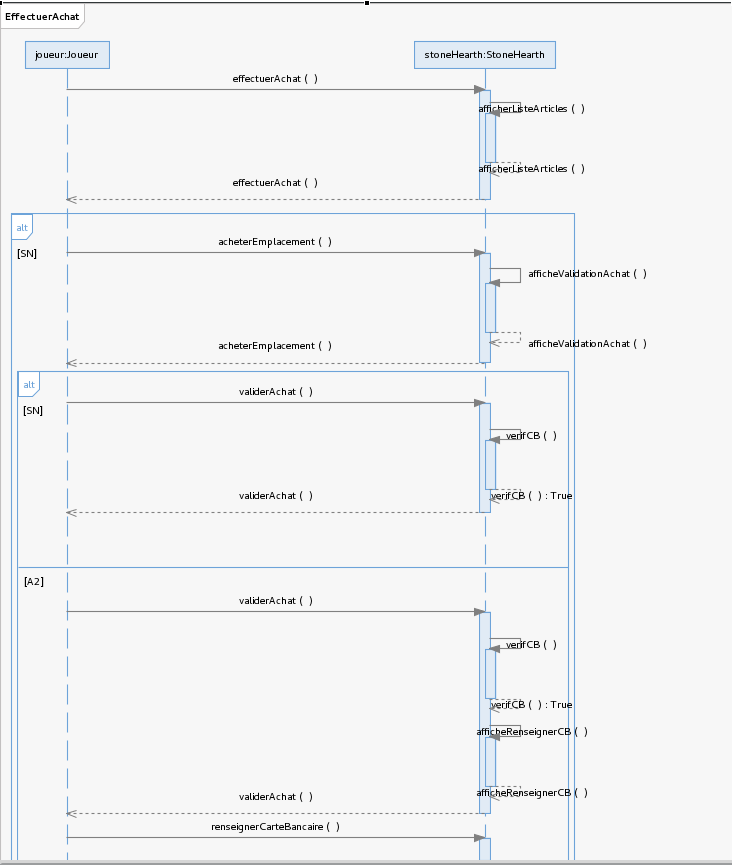 EffectuerAchat
joueur:Joueur
stoneHearth:StoneHearth
effectuerAchat ( )
afficherListeArticles ( )
afficherListeArticles ( )
effectuerAchat ( )
alt
acheterEmplacement ( )
[SN]
afficheValidationAchat ( )
afficheValidationAchat ( )
acheterEmplacement ( )
alt
validerAchat ( )
[SN]
verifCB ( )
validerAchat ( )
verifCB ( ) : True
[A2]
validerAchat ( )
verifCB ( )
verifCB ( ) : True
afficheRenseignerCB ( )
afficheRenseignerCB ( )
validerAchat ( )
renseignerCarteBancaire ( )